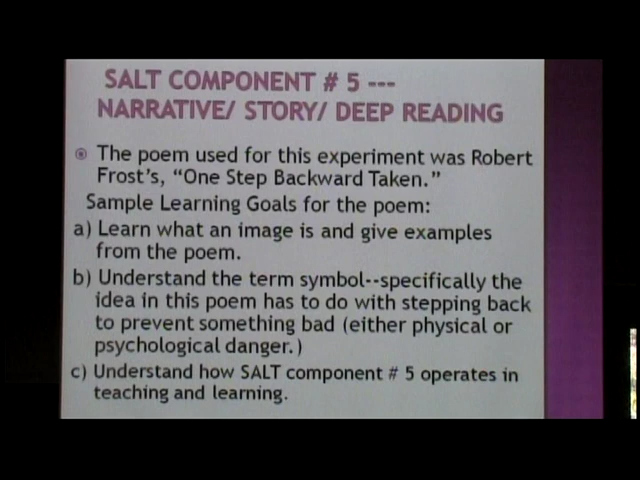 SALT COMPONENT # 5 ---
NARRATIVE/ STORY/ DEEP READING
The poem used for this experiment was Robert
Frost's, “One Step Backward Taken.”
Sample Learning Goals for the poem:
a) Learn what an image is and give examples
from the poem.
b) Understand the term symbol--specifically the
idea in this poem has to do with stepping back
to prevent something bad (either physical or
psychological danger.)
c) Understand how SALT component # 5 operates in
teaching and learning.